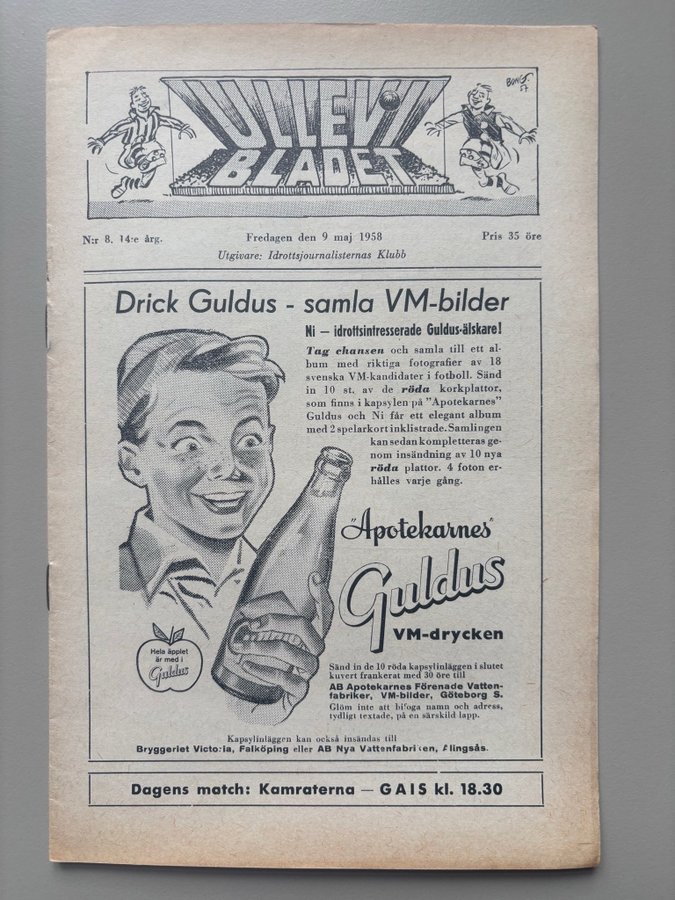 ULLEVI
BLADET
N:r 8. 14:e årg.
Fredagen den 9 maj 1958
Pris 35 öre
Utgivare: Idrottsjournalisternas Klubb
Drick Guldus - samla VM-bilder
Ni — idrottsintresserade Guldus-älskare!
Tag chansen och samla till ett al-
bum med riktiga fotografier av 18
svenska VM-kandidater i fotboll. Sänd
in 10 st. av de röda korkplattor,
som finns i kapsylen på "Apotekarnes"
Guldus och Ni får ett elegant album
med 2 spelarkort inklistrade. Samlingen
kan sedan kompletteras ge-
nom insändning av 10 nya
röda plattor. 4 foton er-
hålles varje gång.
"Apotekarnes"
Guldus
VM-drycken
Hela äpplet
är med i
Guldus
Sänd in de 10 röda kapsylinläggen i slutet
kuvert frankerat med 30 öre till
AB Apotekarnes Förenade Vatten-
fabriker, VM-bilder, Göteborg S.
Glöm inte att bifoga namn och adress,
tydligt textade, på en särskild lapp.
Kapsylinläggen kan också insändas till
Bryggeriet Victoria, Falköping eller AB Nya Vattenfabriken, Alingsås.
Dagens match: Kamraterna — GAIS kl. 18.30